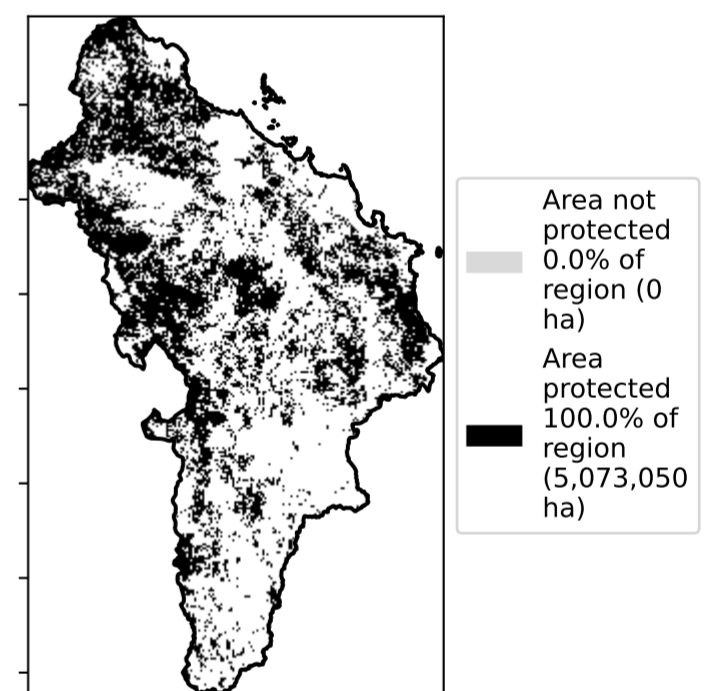 Area not
protected
0.0% of
region (0
ha)
Area
protected
100.0% of
region
(5,073,050
ha)